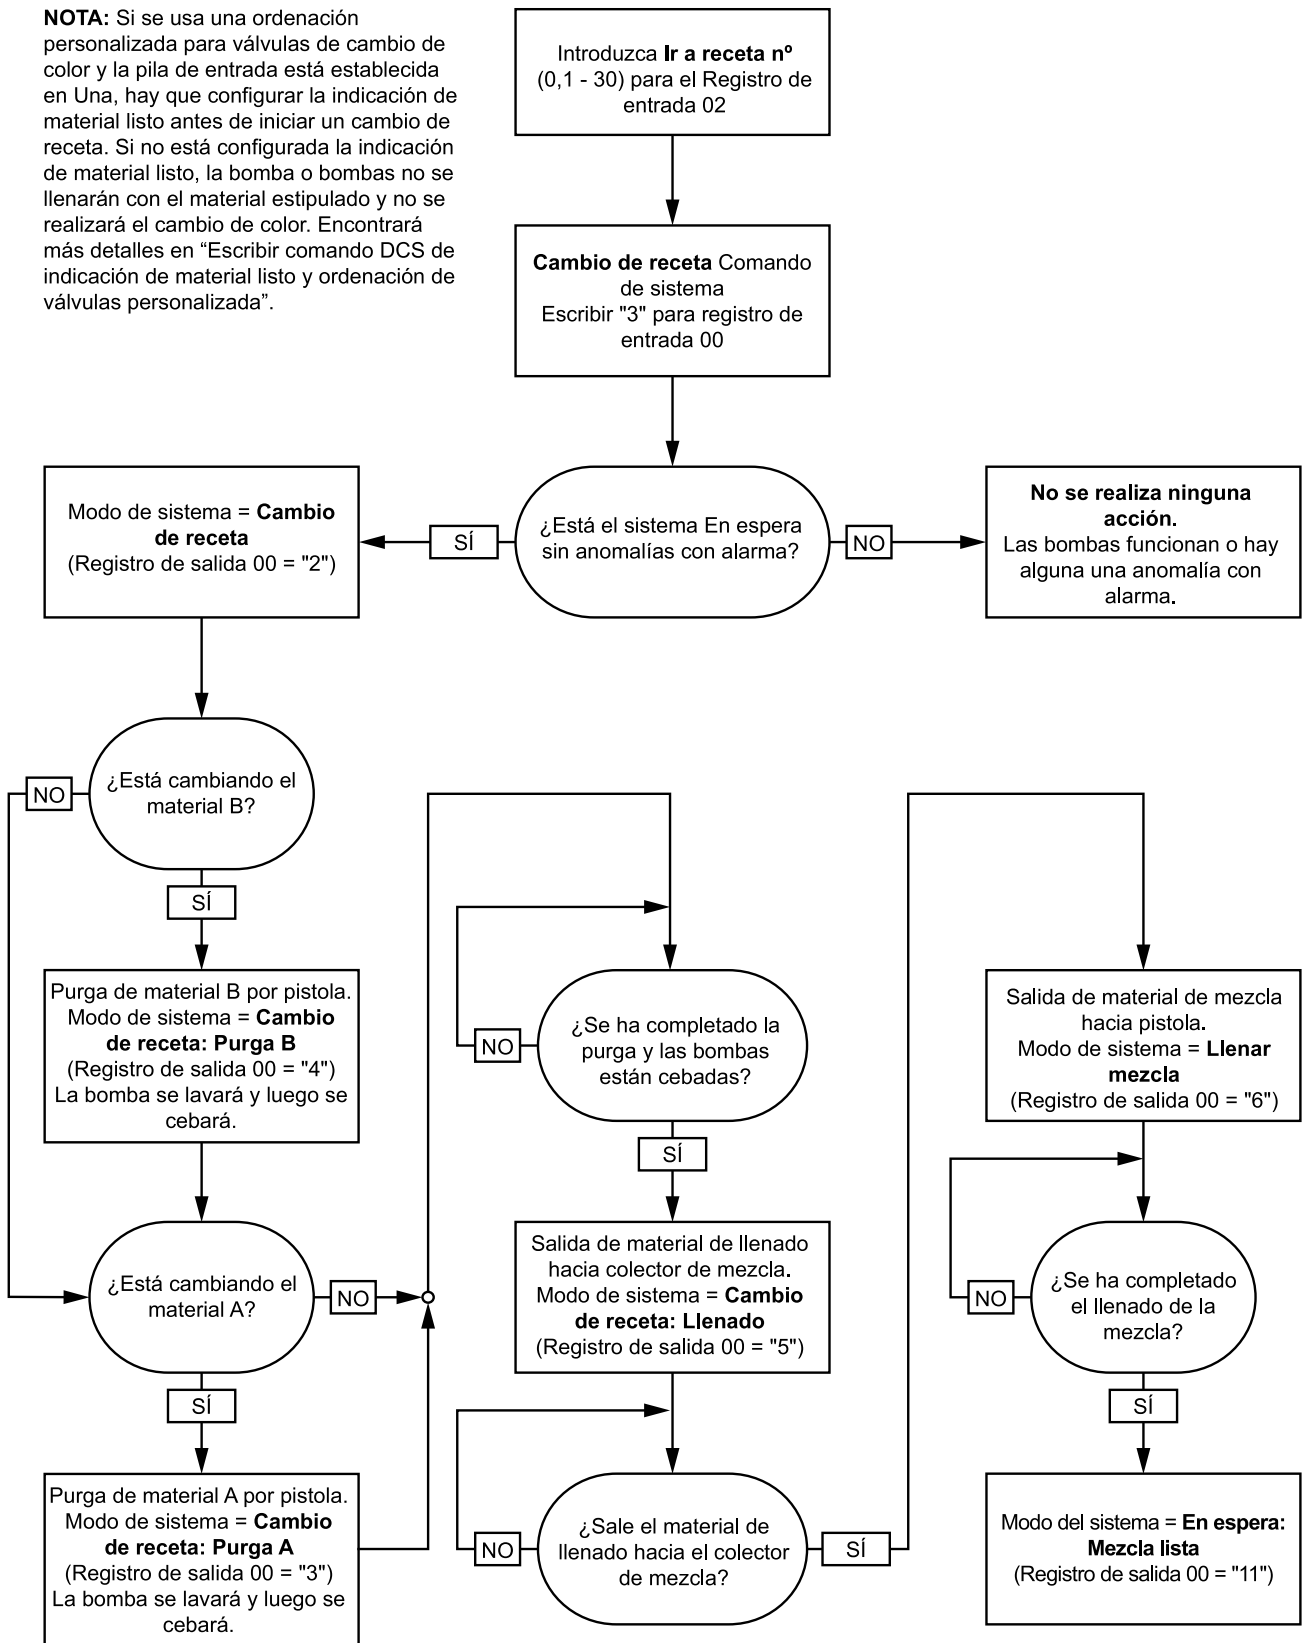 NOTA: Si se usa una ordenación
personalizada para válvulas de cambio de
color y la pila de entrada está establecida
en Una, hay que configurar la indicación de
material listo antes de iniciar un cambio de
receta. Si no está configurada la indicación
de material listo, la bomba o bombas no se
llenarán con el material estipulado y no se
realizará el cambio de color. Encontrará
más detalles en “Escribir comando DCS de
indicación de material listo y ordenación de
válvulas personalizada”.
Introduzca Ir a receta nº
(0,1 - 30) para el Registro de
entrada 02
Cambio de receta Comando
de sistema
Escribir "3" para registro de
entrada 00
¿Está el sistema En espera
sin anomalías con alarma?
SÍ
NO
No se realiza ninguna
acción.
Las bombas funcionan o hay
alguna una anomalía con
alarma.
Modo de sistema = Cambio
de receta
(Registro de salida 00 = "2")
¿Está cambiando el
material B?
NO
SÍ
Purga de material B por pistola.
Modo de sistema = Cambio
de receta: Purga B
(Registro de salida 00 = "4")
La bomba se lavará y luego se
cebará.
¿Está cambiando el
material A?
NO
SÍ
Purga de material A por pistola.
Modo de sistema = Cambio
de receta: Purga A
(Registro de salida 00 = "3")
La bomba se lavará y luego se
cebará.
¿Se ha completado la
purga y las bombas
están cebadas?
NO
SÍ
Salida de material de llenado
hacia colector de mezcla.
Modo de sistema = Cambio
de receta: Llenado
(Registro de salida 00 = "5")
¿Sale el material de
llenado hacia el colector
de mezcla?
NO
SÍ
Salida de material de mezcla
hacia pistola.
Modo de sistema = Llenar
mezcla
(Registro de salida 00 = "6")
¿Se ha completado
el llenado de la
mezcla?
NO
SÍ
Modo del sistema = En espera:
Mezcla lista
(Registro de salida 00 = "11")